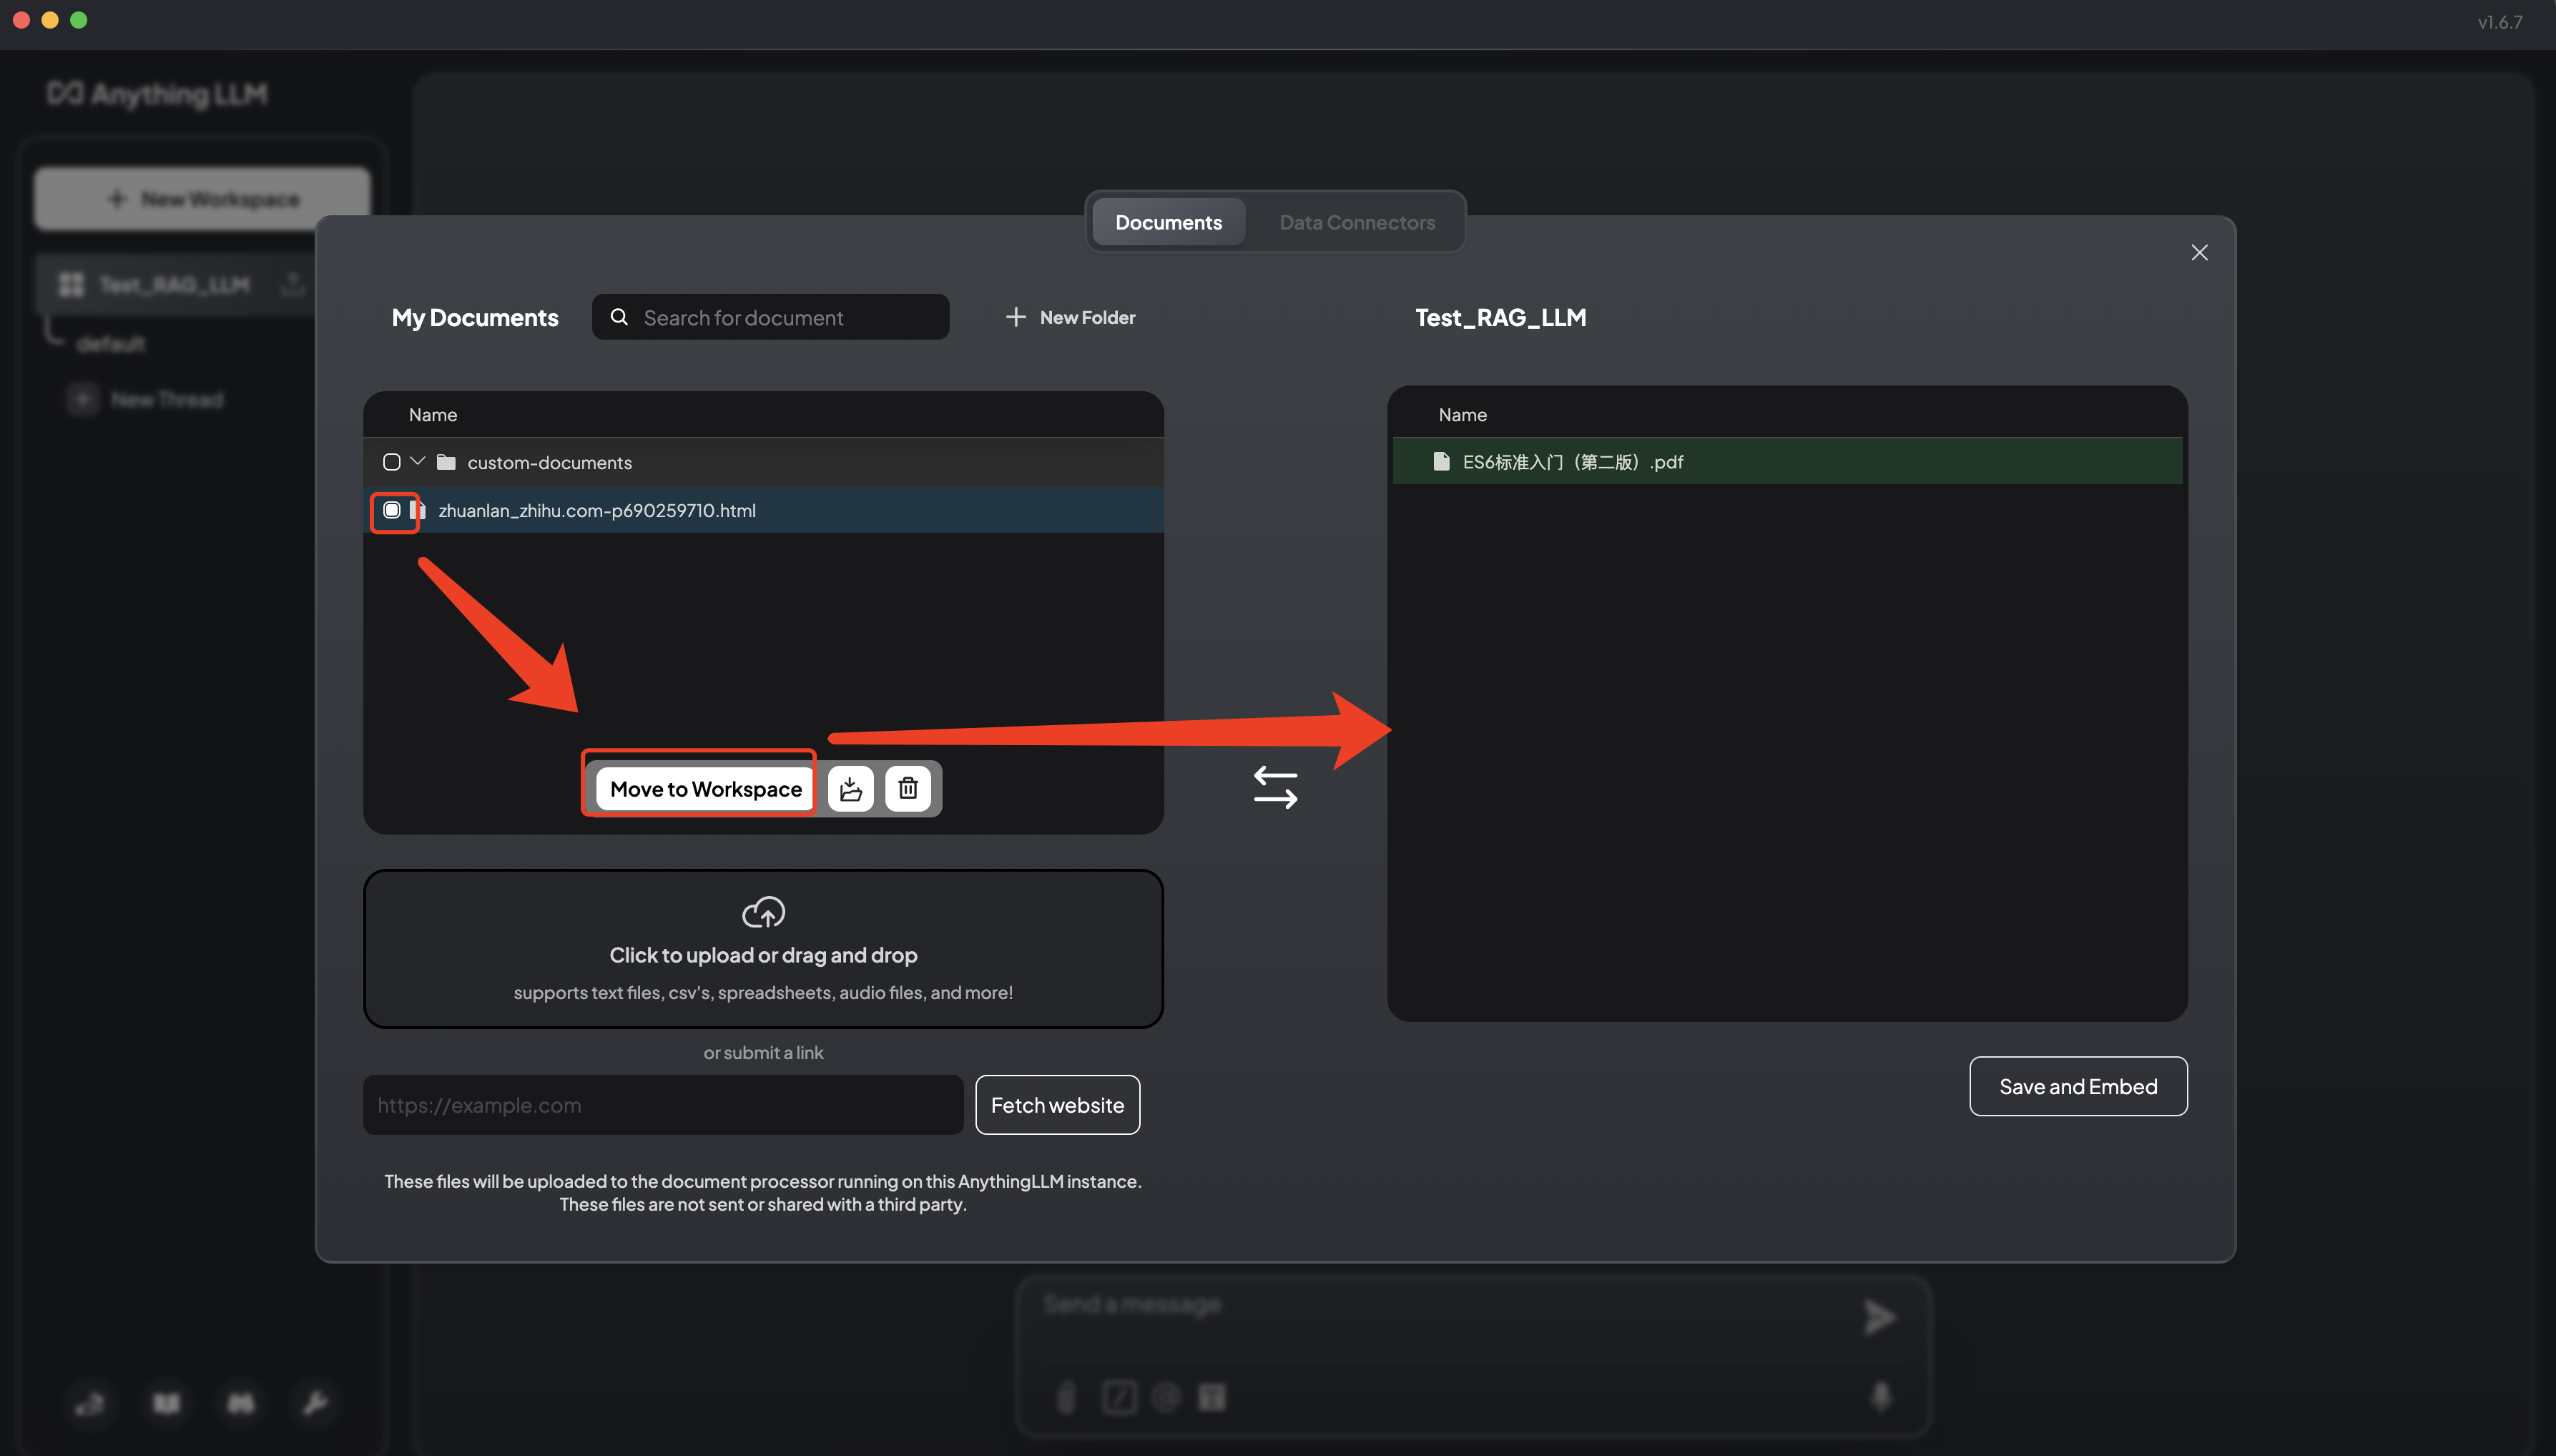 v1.6.7
Anything LLM
New Workspace
Test_RAG_LLM
default
New Thread
Documents
Data Connectors
My Documents
Search for document
New Folder
Name
custom-documents
zhuanlan_zhihu.com-p690259710.html
Move to Workspace
Click to upload or drag and drop
supports text files, csv's, spreadsheets, audio files, and more!
or submit a link
https://example.com
Fetch website
These files will be uploaded to the document processor running on this AnythingLLM instance.
These files are not sent or shared with a third party.
Test_RAG_LLM
Name
ES6标准入门（第二版）.pdf
Save and Embed
Send a message